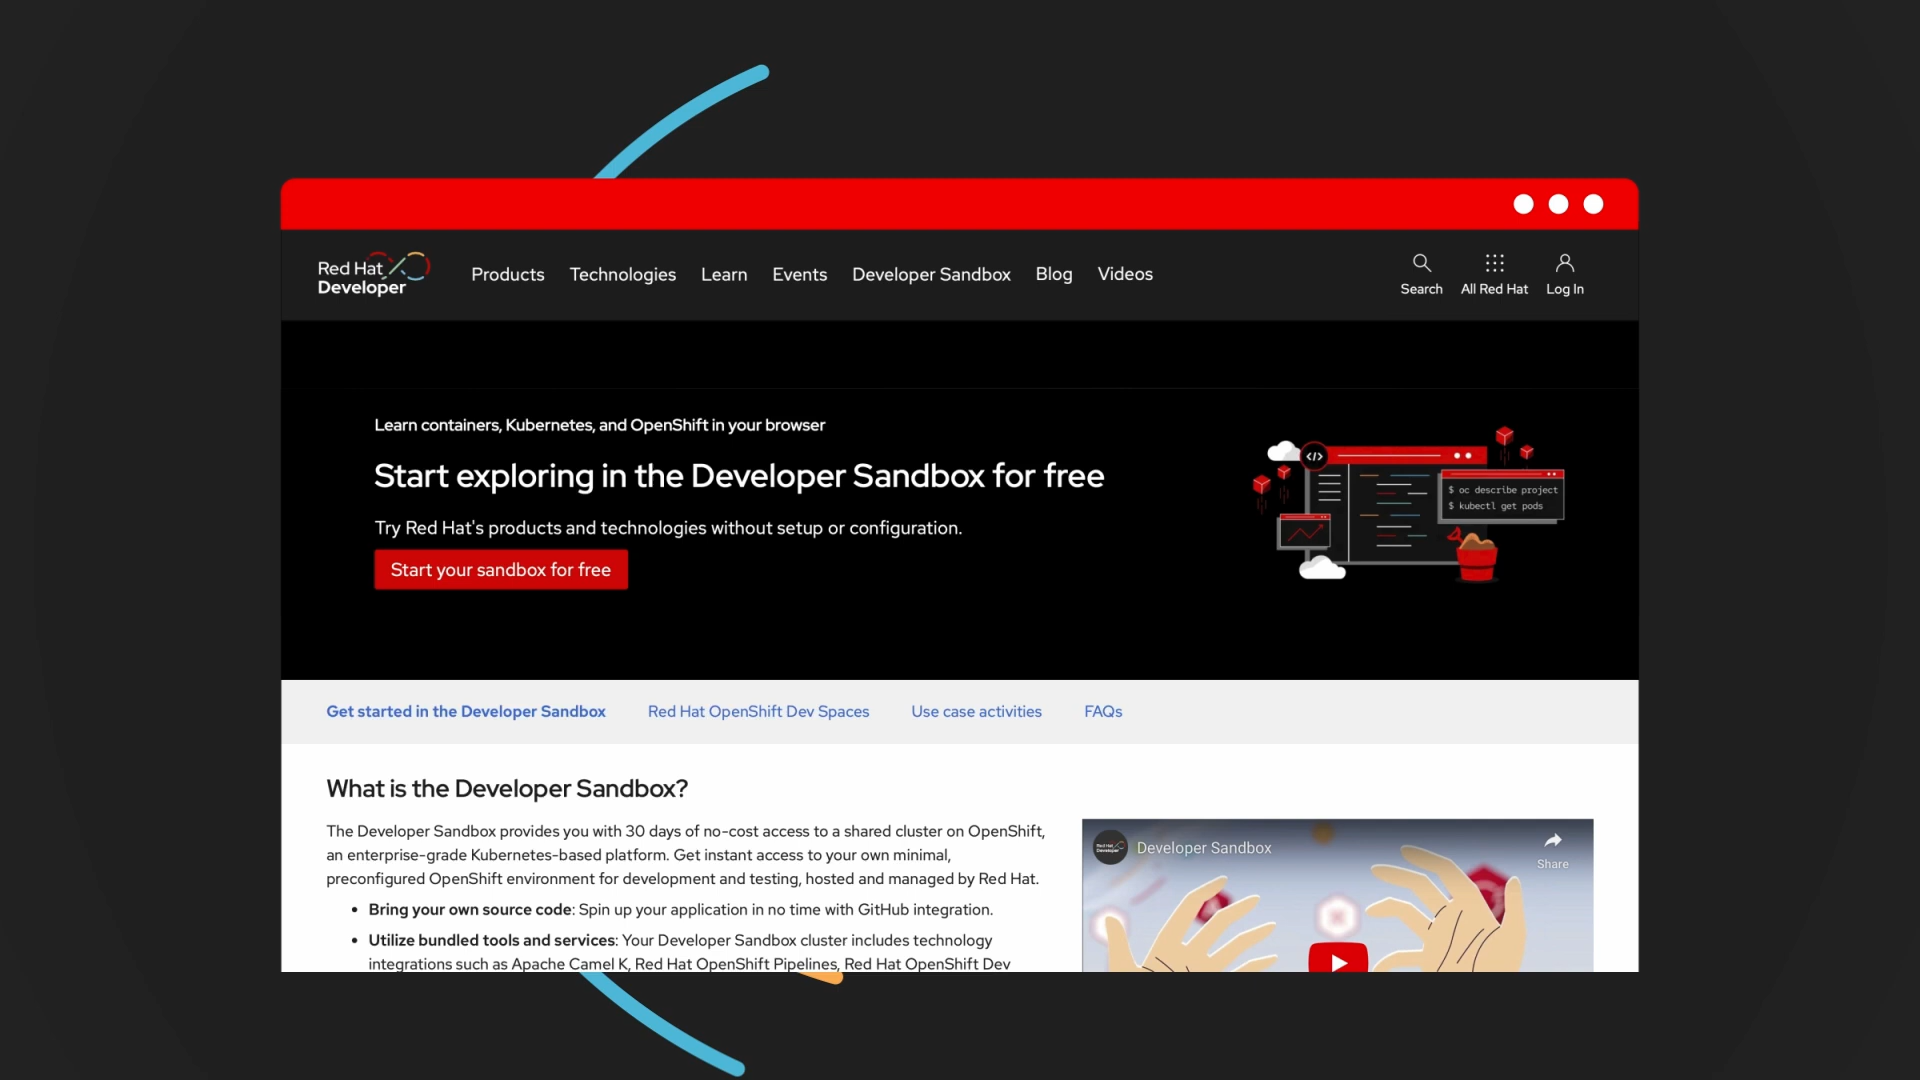 Red Hat
Developer
Products
Technologies
Learn
Events
Developer Sandbox
Blog
Videos
Search
All Red Hat
Log In
Learn containers, Kubernetes, and OpenShift in your browser
Start exploring in the Developer Sandbox for free
Try Red Hat's products and technologies without setup or configuration.
Start your sandbox for free
</>
$ oc describe project
$ kubectl get pods
Get started in the Developer Sandbox
Red Hat OpenShift Dev Spaces
Use case activities
FAQs
What is the Developer Sandbox?
The Developer Sandbox provides you with 30 days of no-cost access to a shared cluster on OpenShift,
an enterprise-grade Kubernetes-based platform. Get instant access to your own minimal,
preconfigured OpenShift environment for development and testing, hosted and managed by Red Hat.
• Bring your own source code: Spin up your application in no time with GitHub integration.
• Utilize bundled tools and services: Your Developer Sandbox cluster includes technology
integrations such as Apache Camel K, Red Hat OpenShift Pipelines, Red Hat OpenShift Dev
Red Hat
Developer
Developer Sandbox
Share